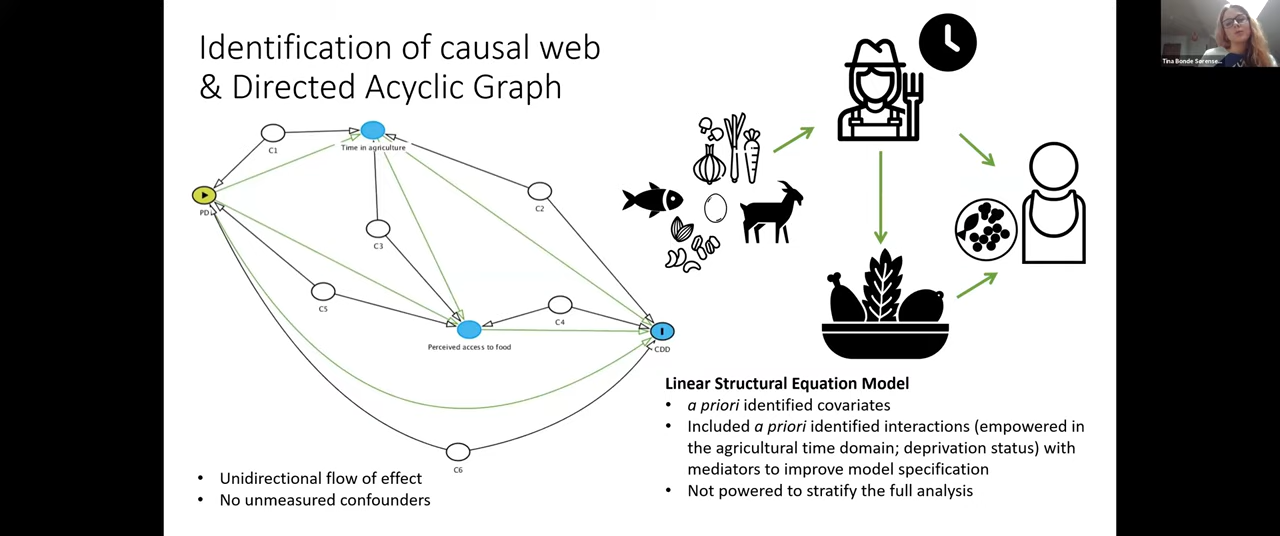 Identification of causal web
& Directed Acyclic Graph
Tina Bonde Sørense...
C1
Time in agriculture
PD
C2
C3
C5
C4
Perceived access to food
CDD
C6
Linear Structural Equation Model
• a priori identified covariates
• Included a priori identified interactions (empowered in
the agricultural time domain; deprivation status) with
mediators to improve model specification
• Not powered to stratify the full analysis
• Unidirectional flow of effect
• No unmeasured confounders